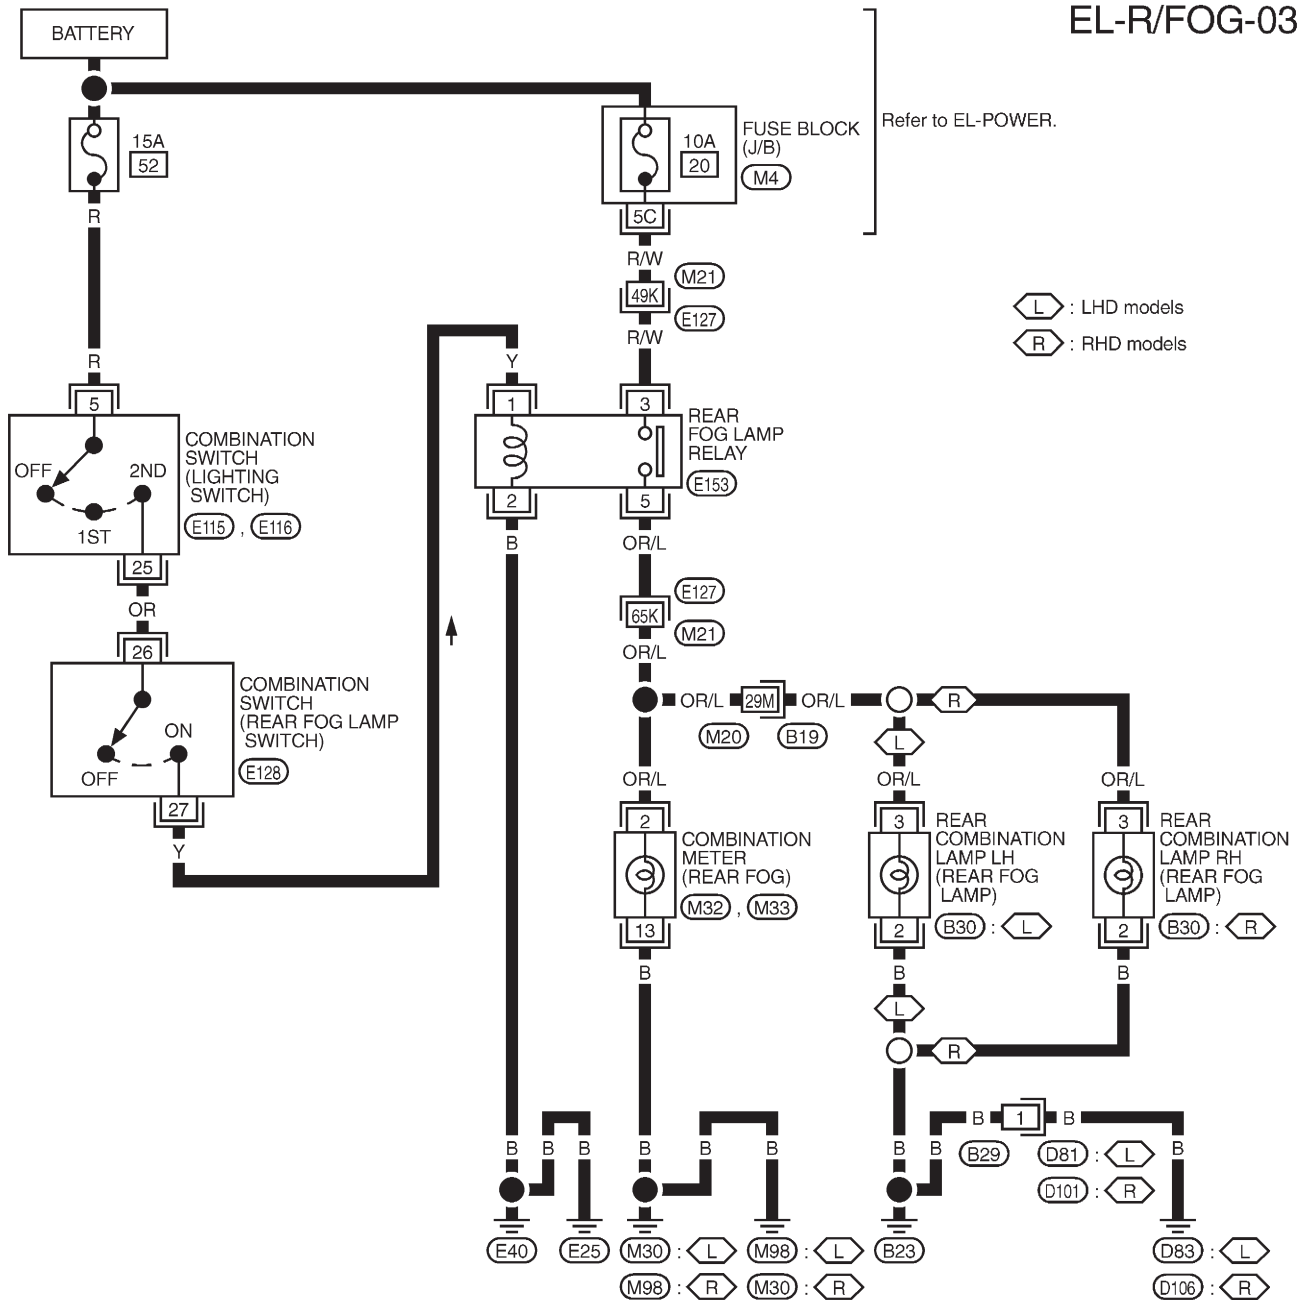 EL-R/FOG-03
BATTERY
15A
52
10A
20
FUSE BLOCK
(J/B)
M4
Refer to EL-POWER.
R
5C
R/W
M21
49K
E127
R/W
L : LHD models
R : RHD models
R
Y
5
1
3
REAR
FOG LAMP
RELAY
E153
COMBINATION
SWITCH
(LIGHTING
SWITCH)
E115 , E116
OFF
2ND
1ST
2
5
B
OR/L
25
OR
E127
65K
M21
OR/L
26
COMBINATION
SWITCH
(REAR FOG LAMP
SWITCH)
E128
ON
OFF
27
Y
OR/L
29M
OR/L
R
M20
B19
L
OR/L
OR/L
OR/L
2
3
3
COMBINATION
METER
(REAR FOG)
M32 , M33
REAR
COMBINATION
LAMP LH
(REAR FOG
LAMP)
B30 : L
REAR
COMBINATION
LAMP RH
(REAR FOG
LAMP)
B30 : R
13
2
2
B
B
B
L
R
B
1
B
B29
D81 : L
D101 : R
B
B
B
B
B
B
B
B
B
E40
E25
M30 : L
M98 : R
M98 : L
M30 : R
B23
D83 : L
D106 : R